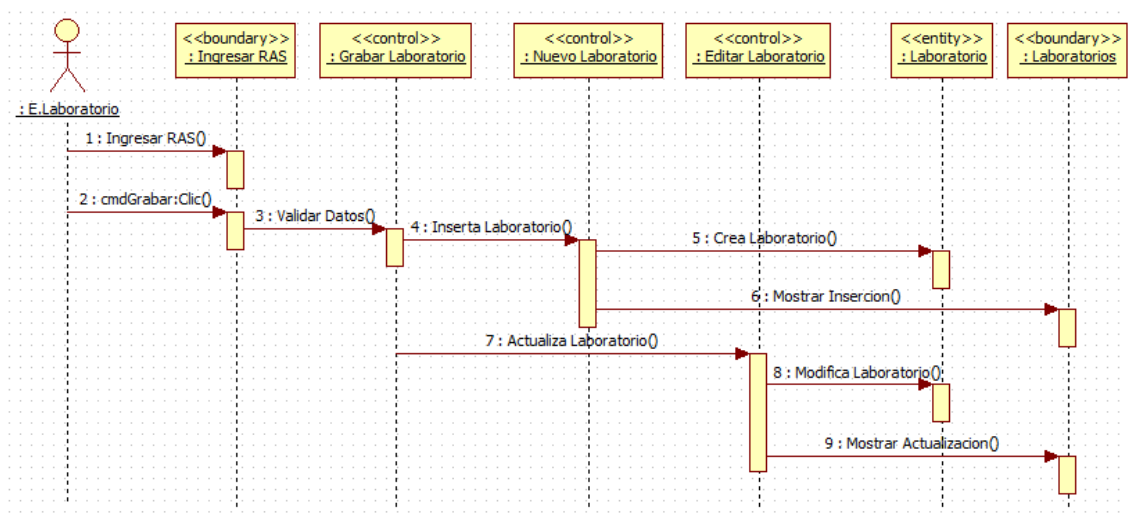 <<boundary>>
: Ingresar RAS
<<control>>
: Grabar Laboratorio
<<control>>
: Nuevo Laboratorio
<<control>>
: Editar Laboratorio
<<entity>>
: Laboratorio
<<boundary>>
: Laboratorios
: E.Laboratorio
1 : Ingresar RAS()
2 : cmdGrabar:Clic()
3 : Validar Datos()
4 : Inserta Laboratorio()
5 : Crea Laboratorio()
6 : Mostrar Insercion()
7 : Actualiza Laboratorio()
8 : Modifica Laboratorio()
9 : Mostrar Actualizacion()